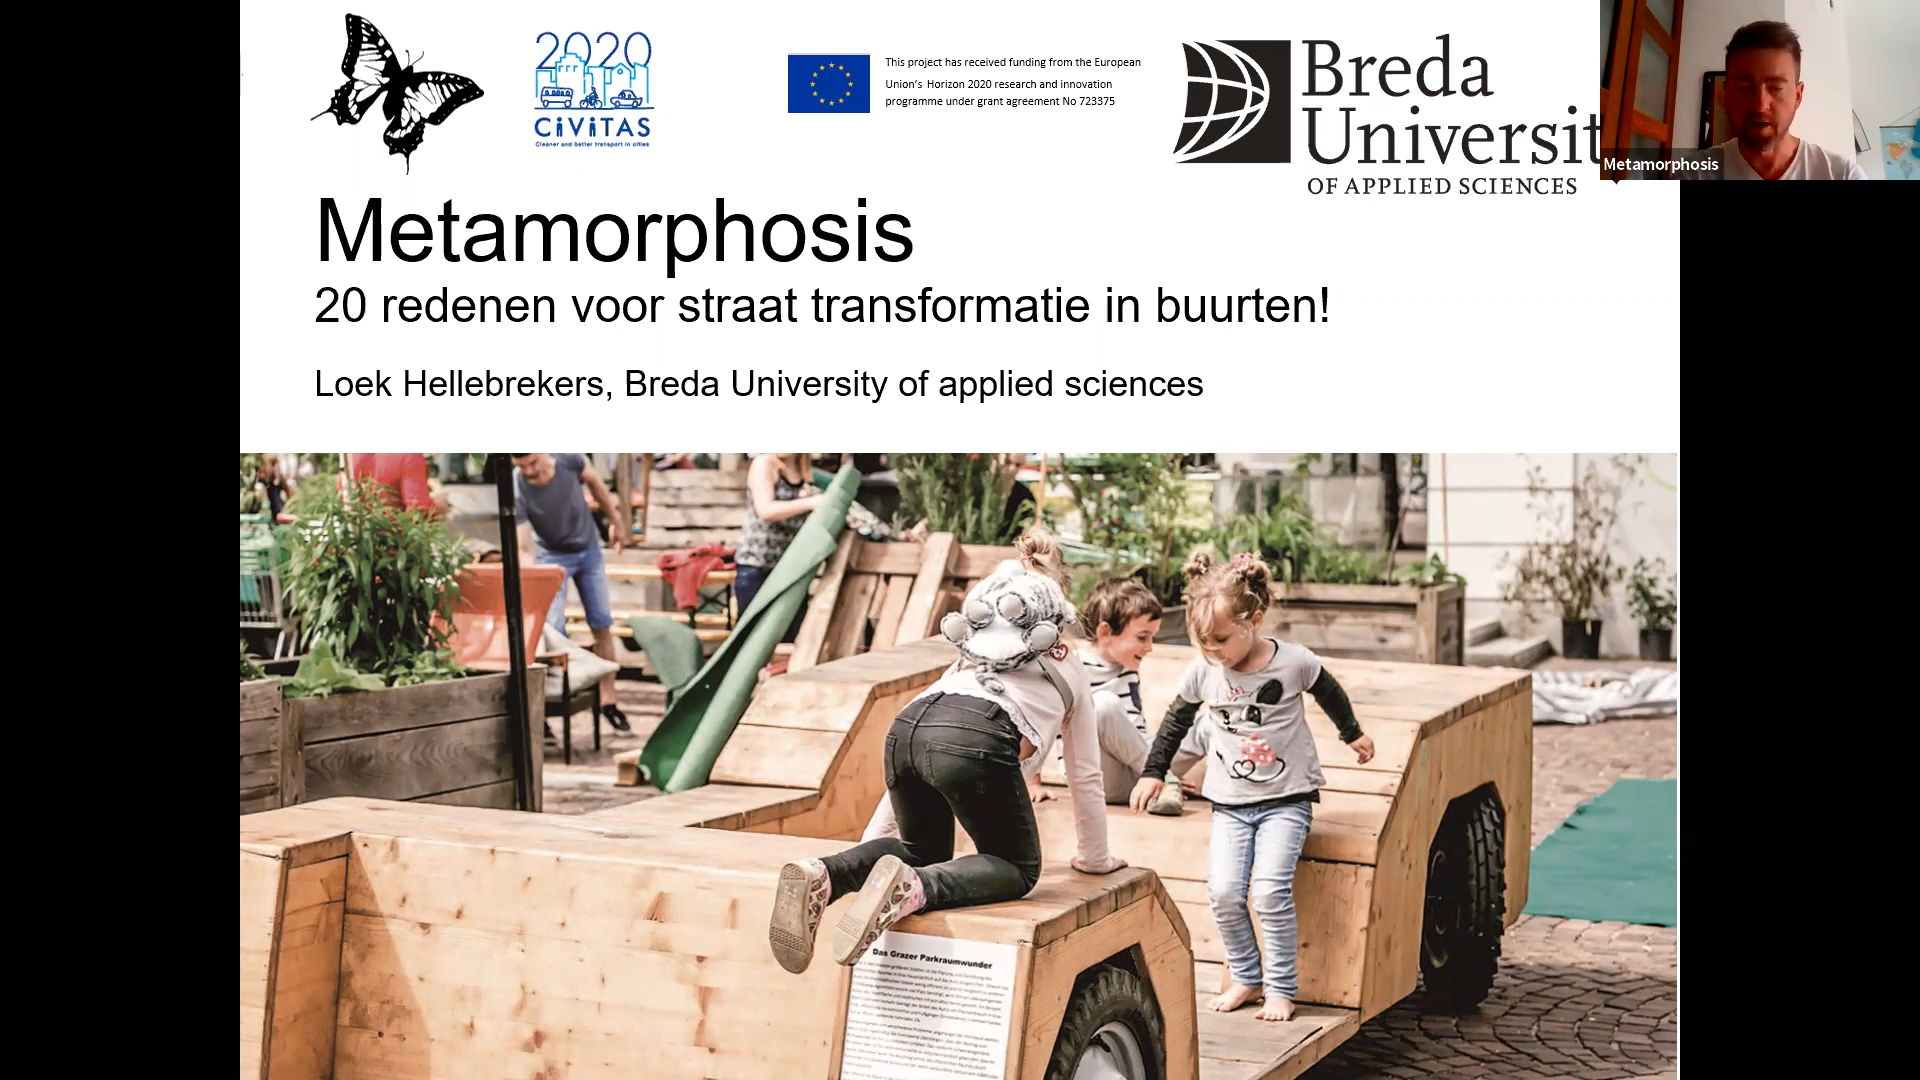 2020
CiViTAS
Cleaner and better transport in cities
This project has received funding from the European
Union's Horizon 2020 research and innovation
programme under grant agreement No 723375
Breda
Universit
OF APPLIED SCIENCES
Metamorphosis
Metamorphosis
20 redenen voor straat transformatie in buurten!
Loek Hellebrekers, Breda University of applied sciences
Das Grazer Parkraumwunder